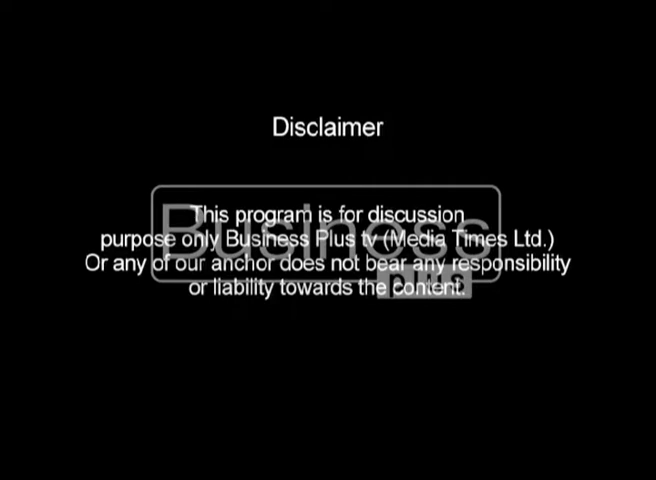 Disclaimer
This program is for discussion
purpose only Business Plus tv (Media Times Ltd.)
Or any of our anchor does not bear any responsibility
or liability towards the content.
Business
plus